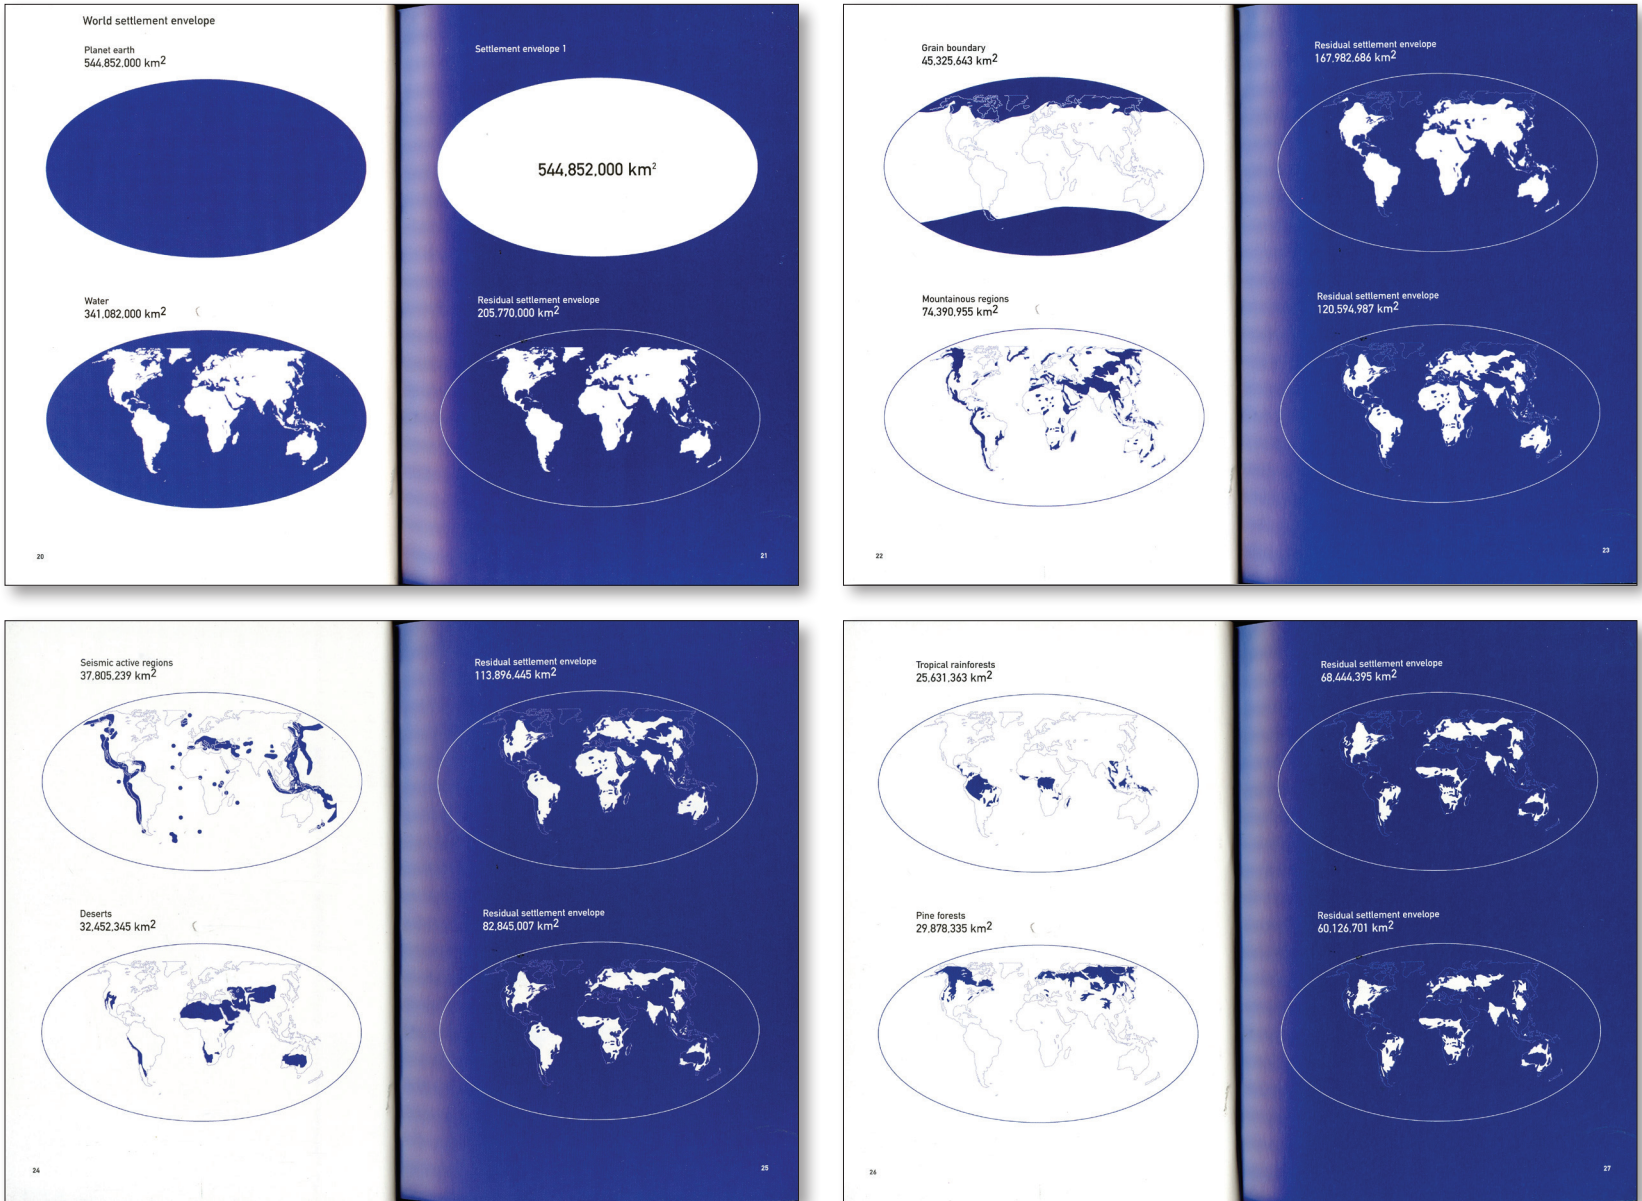 World settlement envelope
Planet earth
544,852,000 km²
Water
341,082,000 km²
20
Settlement envelope 1
544,852,000 km²
Residual settlement envelope
205,770,000 km²
21
Grain boundary
45,325,643 km²
Mountainous regions
74,390,955 km²
22
Residual settlement envelope
167,982,686 km²
Residual settlement envelope
120,594,987 km²
23
Seismic active regions
37,805,239 km²
Deserts
32,452,345 km²
24
Residual settlement envelope
113,896,445 km²
Residual settlement envelope
82,845,007 km²
25
Tropical rainforests
25,631,363 km²
Pine forests
29,878,335 km²
26
Residual settlement envelope
68,444,395 km²
Residual settlement envelope
60,126,701 km²
27